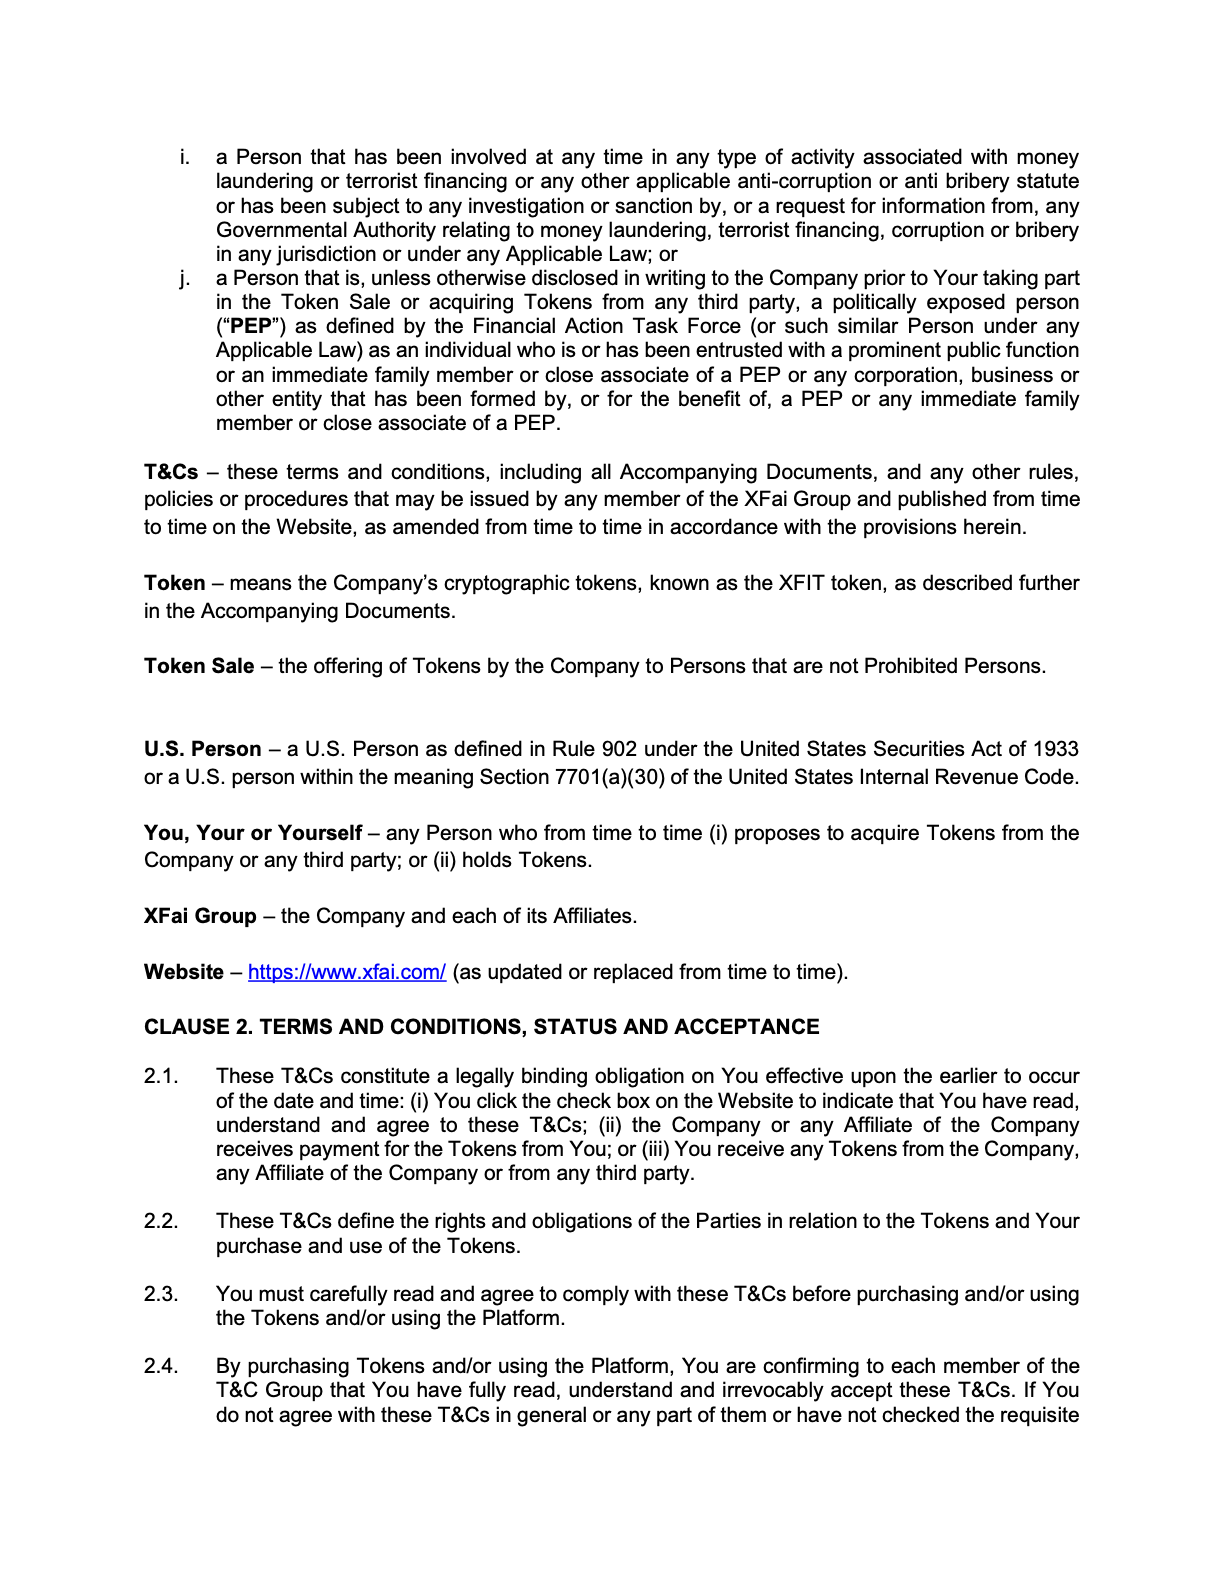 i. a Person that has been involved at any time in any type of activity associated with money
laundering or terrorist financing or any other applicable anti-corruption or anti bribery statute
or has been subject to any investigation or sanction by, or a request for information from, any
Governmental Authority relating to money laundering, terrorist financing, corruption or bribery
in any jurisdiction or under any Applicable Law; or
j. a Person that is, unless otherwise disclosed in writing to the Company prior to Your taking part
in the Token Sale or acquiring Tokens from any third party, a politically exposed person
(“PEP”) as defined by the Financial Action Task Force (or such similar Person under any
Applicable Law) as an individual who is or has been entrusted with a prominent public function
or an immediate family member or close associate of a PEP or any corporation, business or
other entity that has been formed by, or for the benefit of, a PEP or any immediate family
member or close associate of a PEP.
T&Cs – these terms and conditions, including all Accompanying Documents, and any other rules,
policies or procedures that may be issued by any member of the XFai Group and published from time
to time on the Website, as amended from time to time in accordance with the provisions herein.
Token – means the Company’s cryptographic tokens, known as the XFIT token, as described further
in the Accompanying Documents.
Token Sale – the offering of Tokens by the Company to Persons that are not Prohibited Persons.
U.S. Person – a U.S. Person as defined in Rule 902 under the United States Securities Act of 1933
or a U.S. person within the meaning Section 7701(a)(30) of the United States Internal Revenue Code.
You, Your or Yourself – any Person who from time to time (i) proposes to acquire Tokens from the
Company or any third party; or (ii) holds Tokens.
XFai Group – the Company and each of its Affiliates.
Website – https://www.xfai.com/ (as updated or replaced from time to time).
CLAUSE 2. TERMS AND CONDITIONS, STATUS AND ACCEPTANCE
2.1. These T&Cs constitute a legally binding obligation on You effective upon the earlier to occur
of the date and time: (i) You click the check box on the Website to indicate that You have read,
understand and agree to these T&Cs; (ii) the Company or any Affiliate of the Company
receives payment for the Tokens from You; or (iii) You receive any Tokens from the Company,
any Affiliate of the Company or from any third party.
2.2. These T&Cs define the rights and obligations of the Parties in relation to the Tokens and Your
purchase and use of the Tokens.
2.3. You must carefully read and agree to comply with these T&Cs before purchasing and/or using
the Tokens and/or using the Platform.
2.4. By purchasing Tokens and/or using the Platform, You are confirming to each member of the
T&C Group that You have fully read, understand and irrevocably accept these T&Cs. If You
do not agree with these T&Cs in general or any part of them or have not checked the requisite